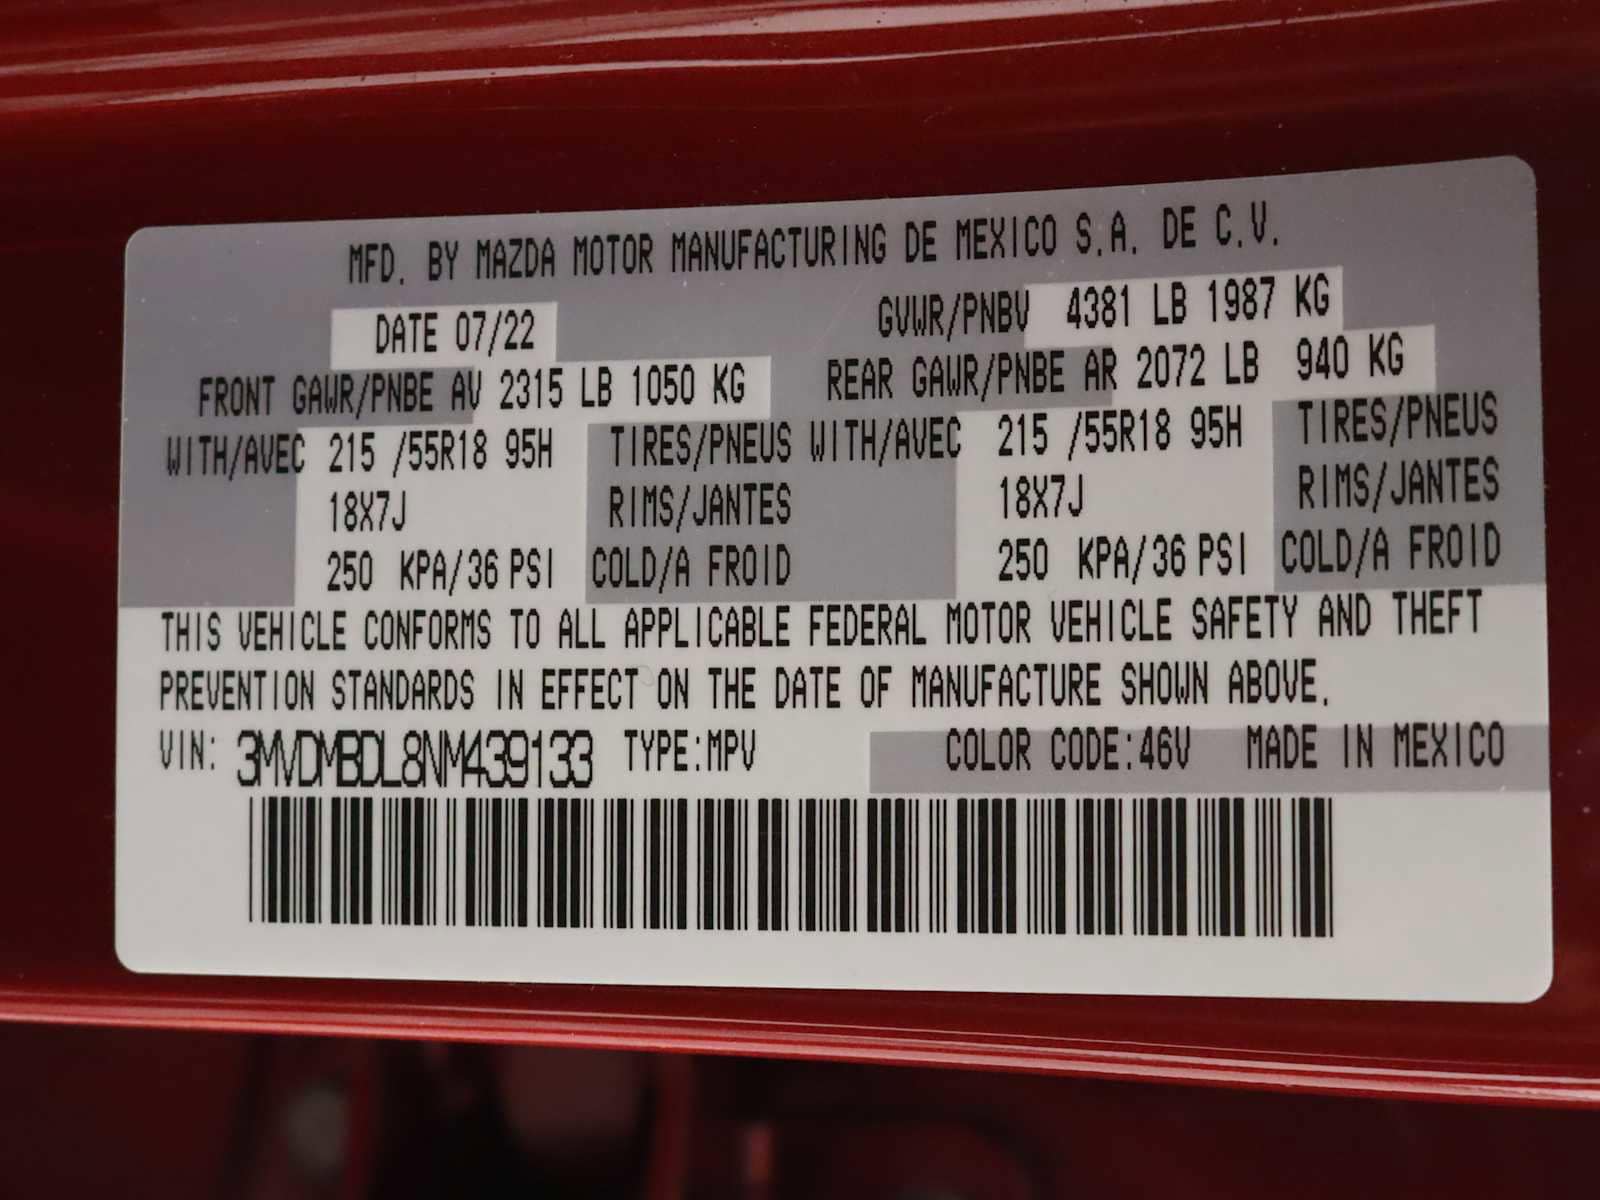 MFD. BY MAZDA MOTOR MANUFACTURING DE MEXICO S.A. DE C.V.
DATE 07/22 GVWR/PNBV 4381 LB 1987 KG
FRONT GAWR/PNBE AV 2315 LB 1050 KG REAR GAWR/PNBE AR 2072 LB 940 KG
WITH/AVEC 215 /55R18 95H TIRES/PNEUS WITH/AVEC 215 /55R18 95H TIRES/PNEUS
18X7J RIMS/JANTES 18X7J RIMS/JANTES
250 KPA/36 PSI COLD/A FROID 250 KPA/36 PSI COLD/A FROID
THIS VEHICLE CONFORMS TO ALL APPLICABLE FEDERAL MOTOR VEHICLE SAFETY AND THEFT
PREVENTION STANDARDS IN EFFECT ON THE DATE OF MANUFACTURE SHOWN ABOVE.
VIN: 3MVDMBDL8NM439133 TYPE:MPV COLOR CODE:46V MADE IN MEXICO